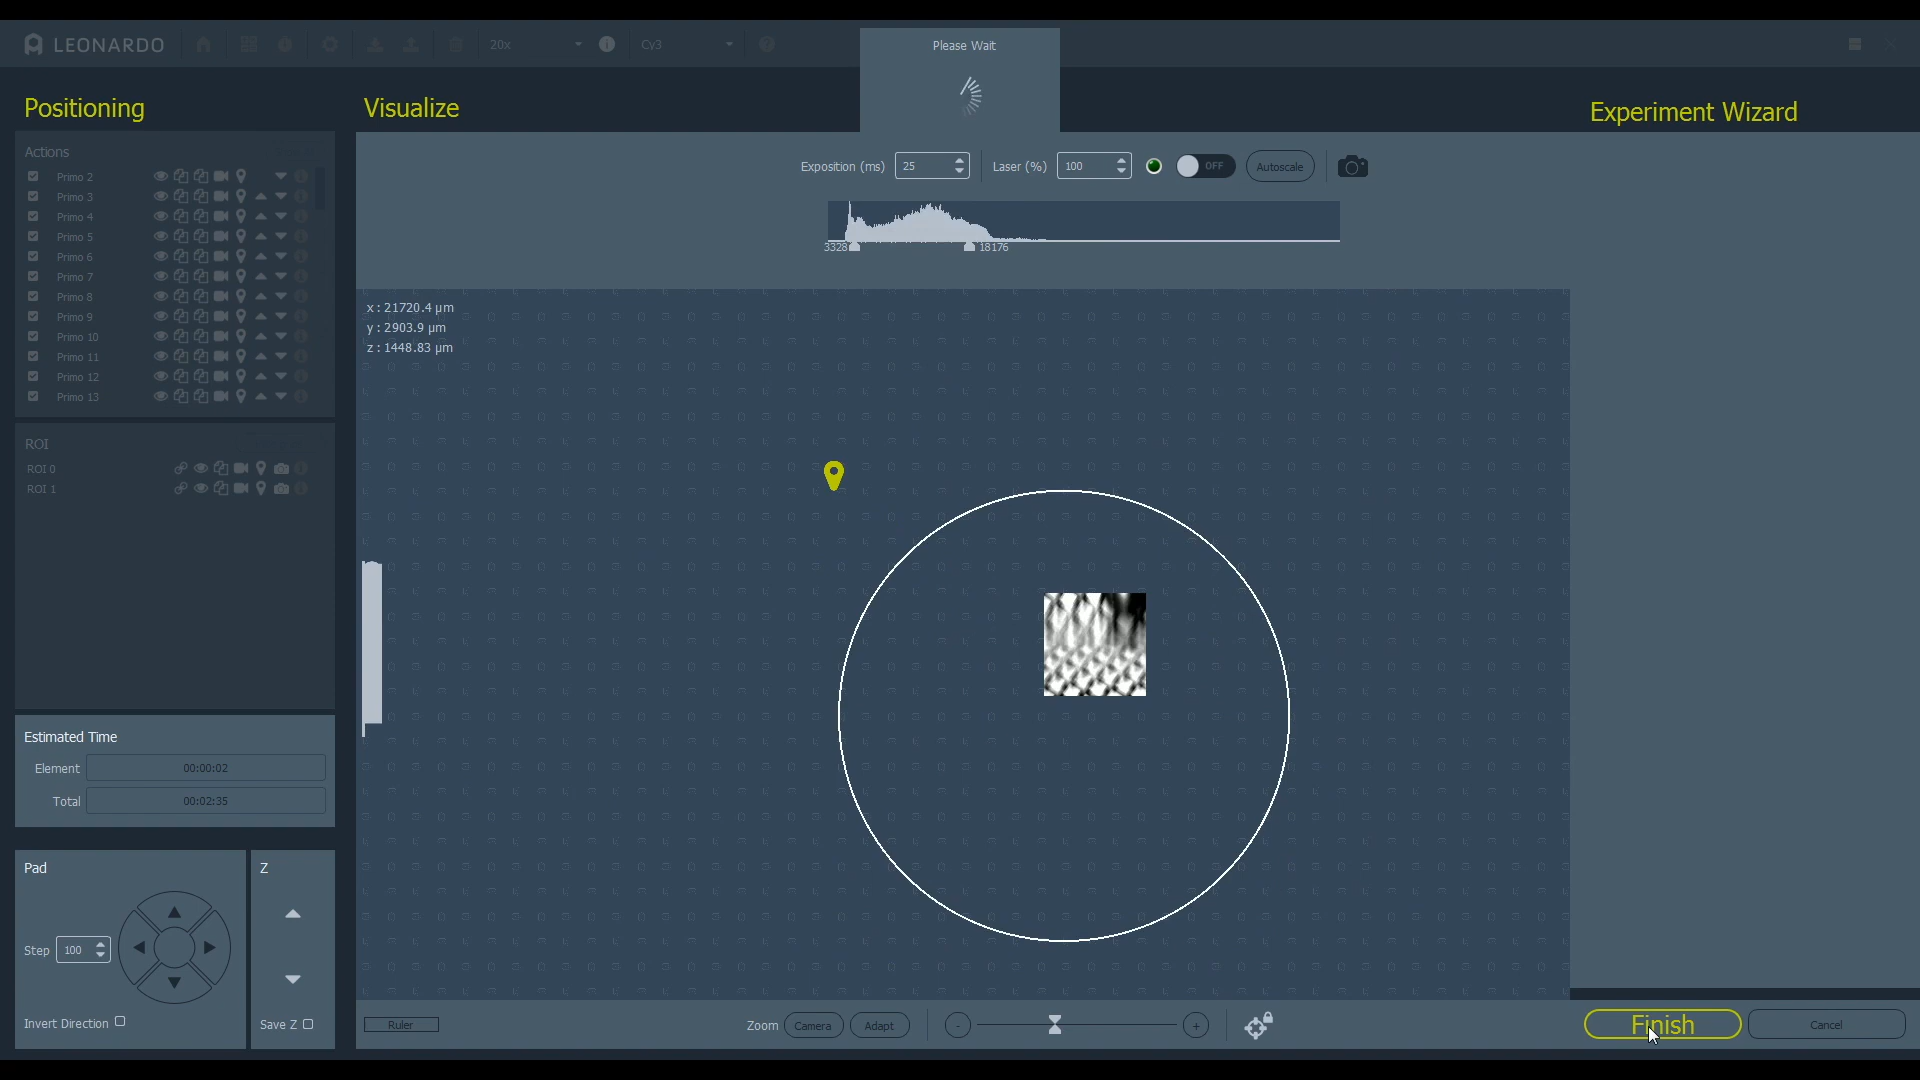 LEONARDO
20x
Cy3
Please Wait
Positioning
Visualize
Experiment Wizard
Actions
Primo 2
Primo 3
Primo 4
Primo 5
Primo 6
Primo 7
Primo 8
Primo 9
Primo 10
Primo 11
Primo 12
Primo 13
Exposition (ms) 25
Laser (%) 100
OFF
Autoscale
3328
18176
x : 21720.4 µm
y : 2903.9 µm
z : 1448.83 µm
ROI
ROI 0
ROI 1
Estimated Time
Element 00:00:02
Total 00:02:35
Pad
Step 100
Invert Direction
Z
Save Z
Ruler
Zoom
Camera
Adapt
-
+
Finish
Cancel